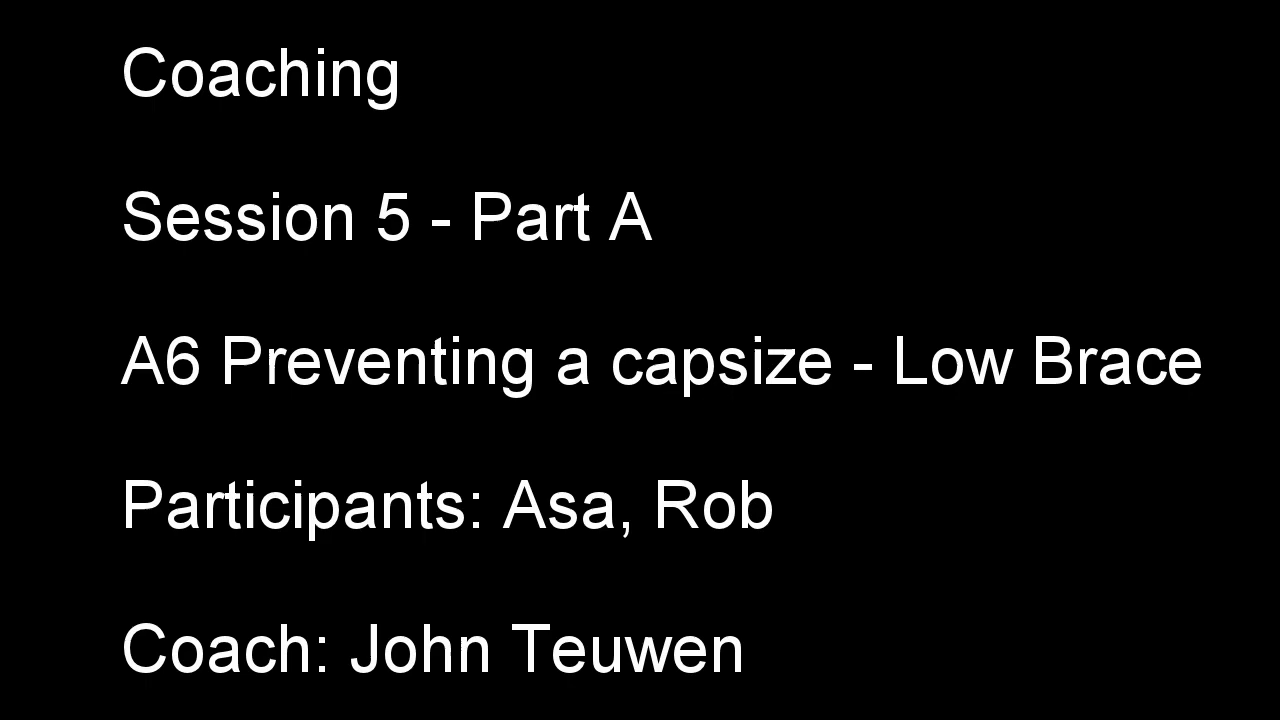 Coaching
Session 5 - Part A
A6 Preventing a capsize - Low Brace
Participants: Asa, Rob
Coach: John Teuwen